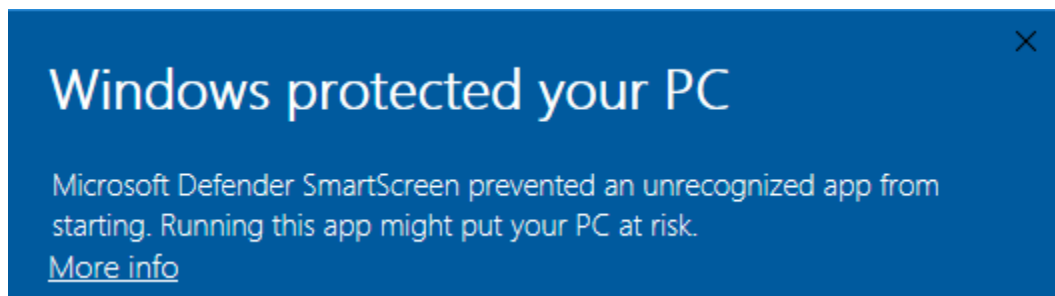 Windows protected your PC
Microsoft Defender SmartScreen prevented an unrecognized app from
starting. Running this app might put your PC at risk.
More info